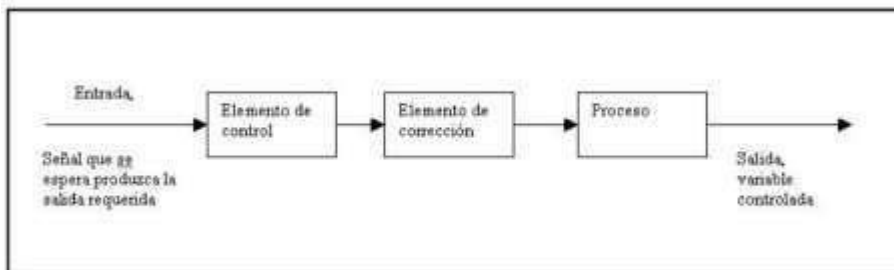 Entrada,
Elemento de
control
Elemento de
corrección
Proceso
Señal que se
espera produzca la
salida requerida
Salida,
variable
controlada